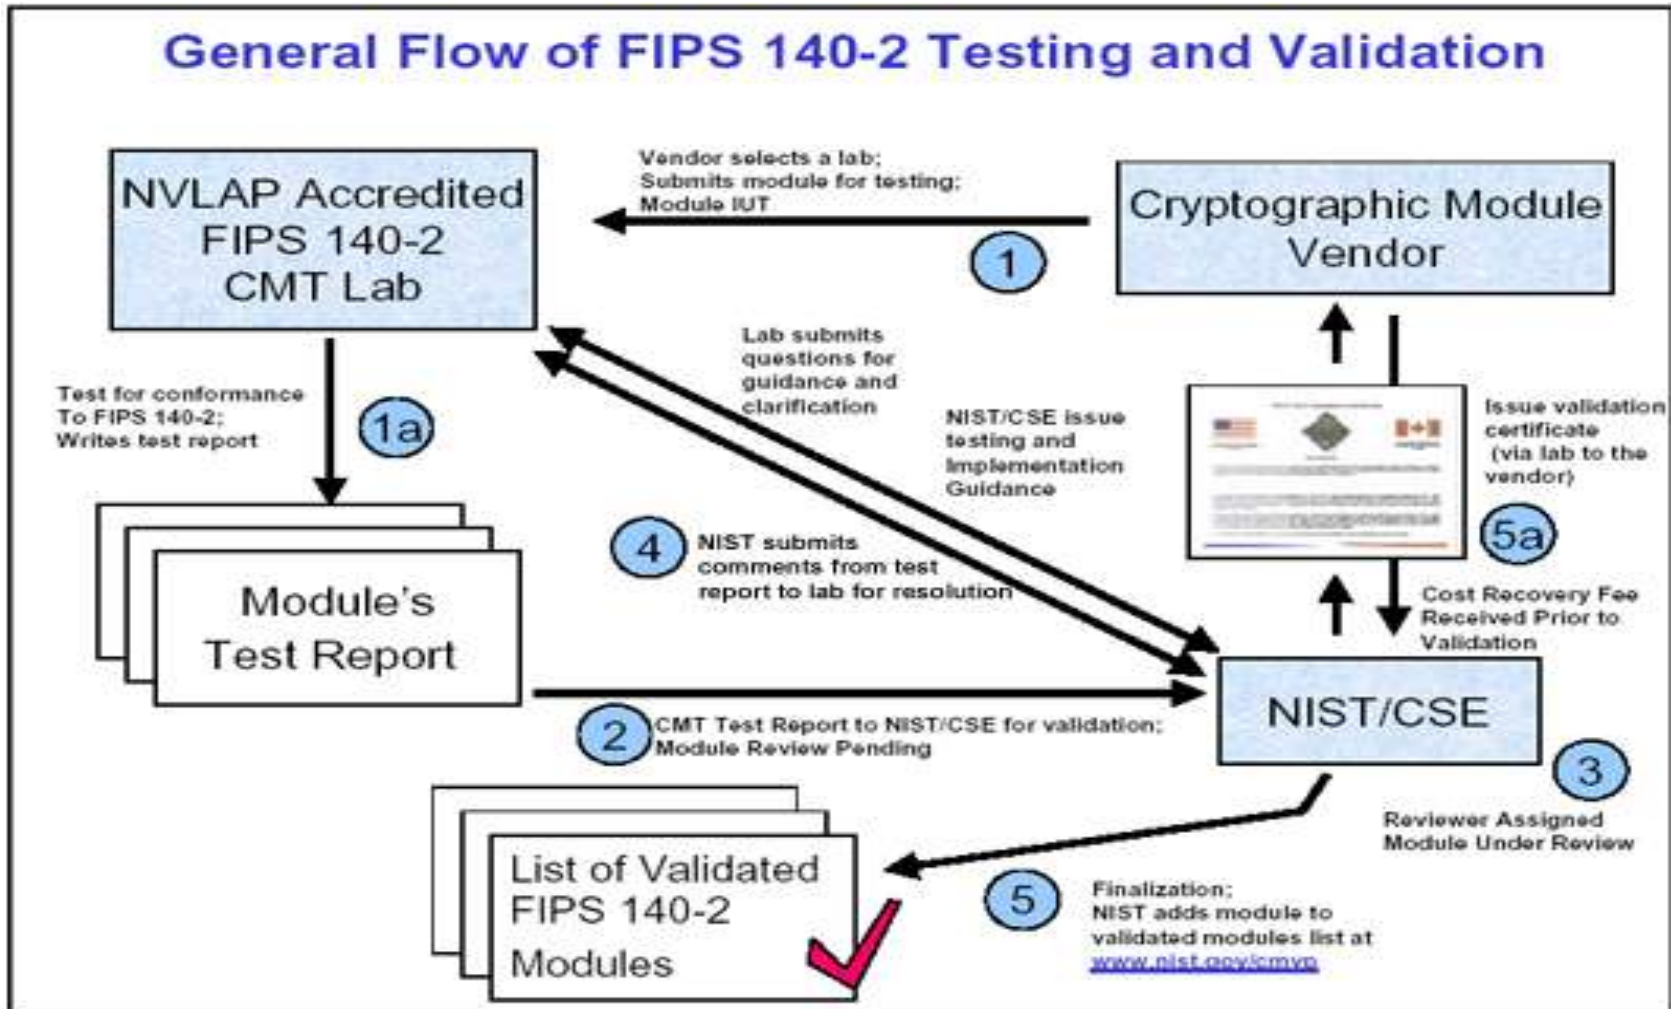 General Flow of FIPS 140-2 Testing and Validation
NVLAP Accredited
FIPS 140-2
CMT Lab
Vendor selects a lab;
Submits module for testing;
Module IUT
1
Cryptographic Module
Vendor
Test for conformance
To FIPS 140-2;
Writes test report
1a
Lab submits
questions for
guidance and
clarification
NIST/CSE issue
testing and
Implementation
Guidance
Issue validation
certificate
(via lab to the
vendor)
5a
4
NIST submits
comments from test
report to lab for resolution
Module's
Test Report
Cost Recovery Fee
Received Prior to
Validation
NIST/CSE
2
CMT Test Report to NIST/CSE for validation;
Module Review Pending
3
Reviewer Assigned
Module Under Review
List of Validated
FIPS 140-2
Modules
5
Finalization;
NIST adds module to
validated modules list at
www.nist.gov/cmvp